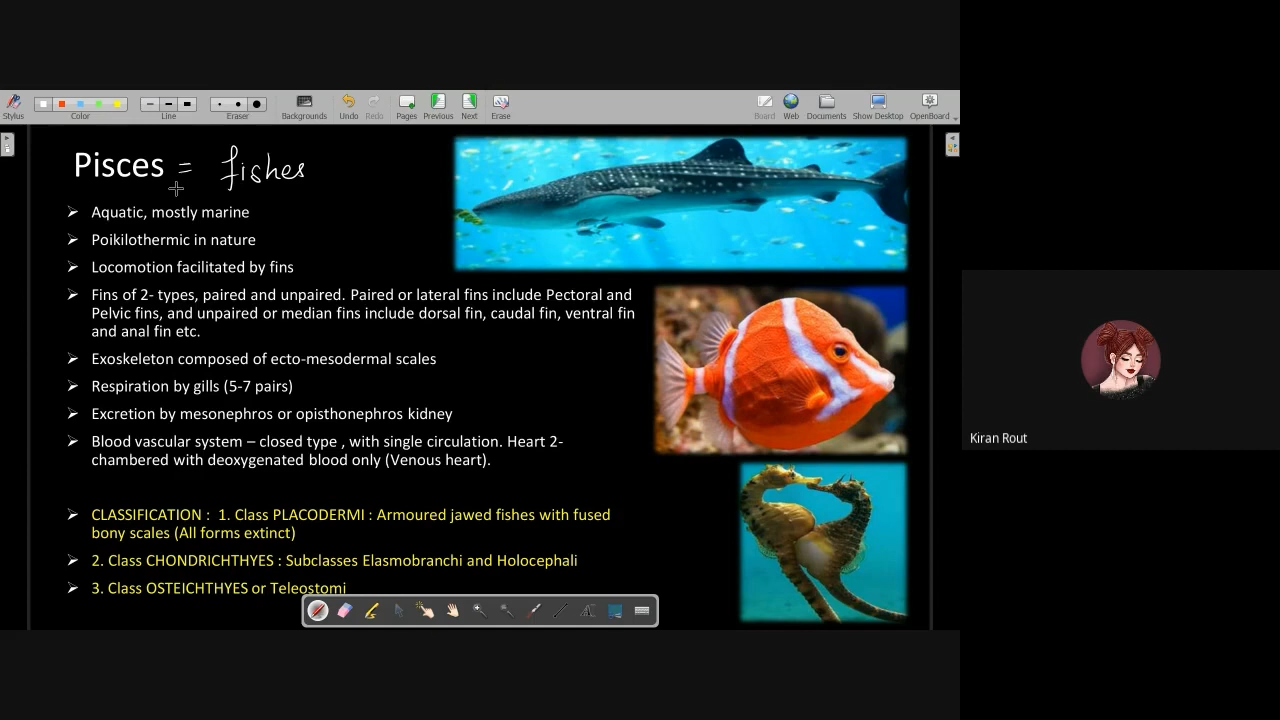 Stylus
Color
Line
Eraser
Backgrounds
Undo
Redo
Pages
Previous
Next
Erase
Board
Web
Documents
Show Desktop
OpenBoard
Pisces = fishes
➢ Aquatic, mostly marine
➢ Poikilothermic in nature
➢ Locomotion facilitated by fins
➢ Fins of 2- types, paired and unpaired. Paired or lateral fins include Pectoral and
Pelvic fins, and unpaired or median fins include dorsal fin, caudal fin, ventral fin
and anal fin etc.
➢ Exoskeleton composed of ecto-mesodermal scales
➢ Respiration by gills (5-7 pairs)
➢ Excretion by mesonephros or opisthonephros kidney
➢ Blood vascular system – closed type , with single circulation. Heart 2-
chambered with deoxygenated blood only (Venous heart).
➢ CLASSIFICATION : 1. Class PLACODERMI : Armoured jawed fishes with fused
bony scales (All forms extinct)
➢ 2. Class CHONDRICHTHYES : Subclasses Elasmobranchi and Holocephali
➢ 3. Class OSTEICHTHYES or Teleostomi
Kiran Rout